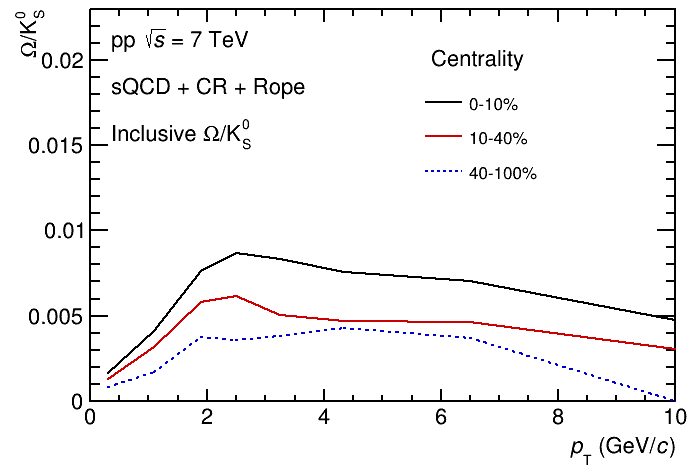 Ω/K⁰_S
pp √s = 7 TeV
sQCD + CR + Rope
Inclusive Ω/K⁰_S
Centrality
0-10%
10-40%
40-100%
0.02
0.015
0.01
0.005
0
0 2 4 6 8 10
p_T (GeV/c)